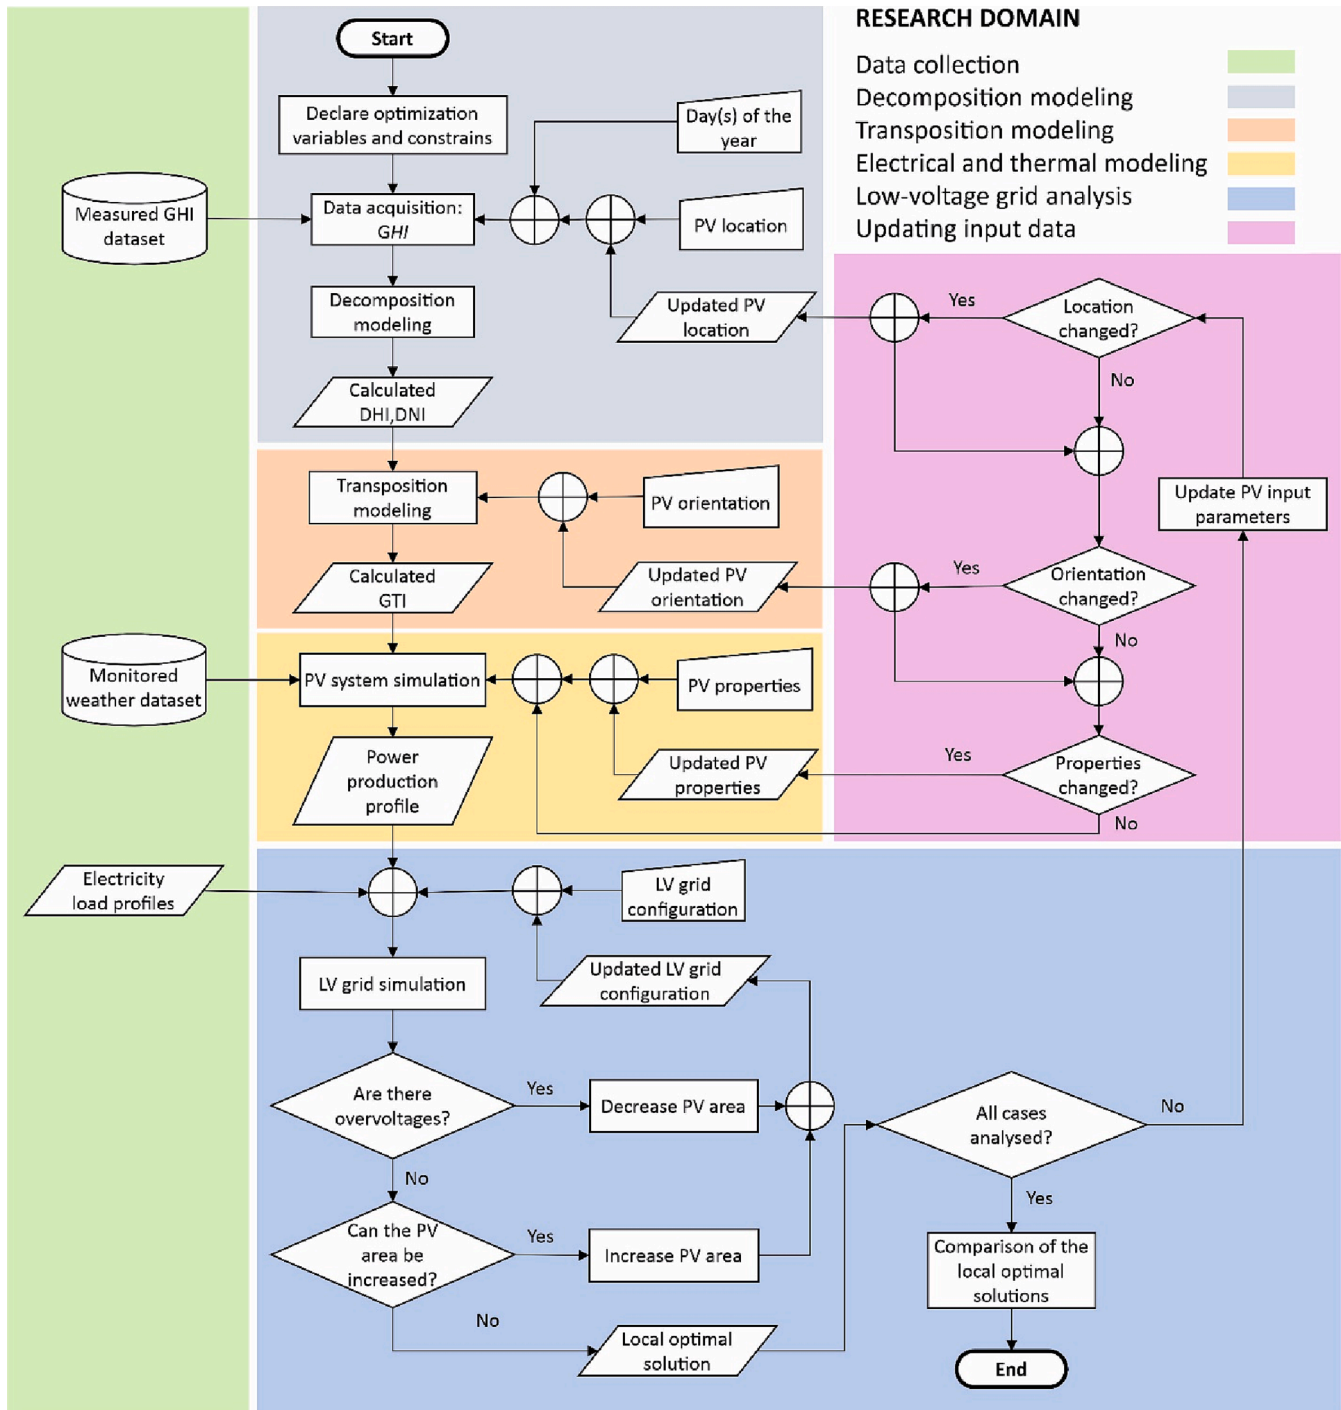 Start
Declare optimization
variables and constrains
Day(s) of the
year
Measured GHI
dataset
Data acquisition:
GHI
PV location
Decomposition
modeling
Updated PV
location
Calculated
DHI,DNI
RESEARCH DOMAIN
Data collection
Decomposition modeling
Transposition modeling
Electrical and thermal modeling
Low-voltage grid analysis
Updating input data
Yes
Location
changed?
No
Update PV input
parameters
Transposition
modeling
PV orientation
Calculated
GTI
Updated PV
orientation
Yes
Orientation
changed?
No
Monitored
weather dataset
PV system simulation
PV properties
Power
production
profile
Updated PV
properties
Yes
Properties
changed?
No
Electricity
load profiles
LV grid
configuration
LV grid simulation
Updated LV grid
configuration
Are there
overvoltages?
Yes
Decrease PV area
No
Can the PV
area be
increased?
Yes
Increase PV area
No
Local optimal
solution
All cases
analysed?
No
Yes
Comparison of the
local optimal
solutions
End